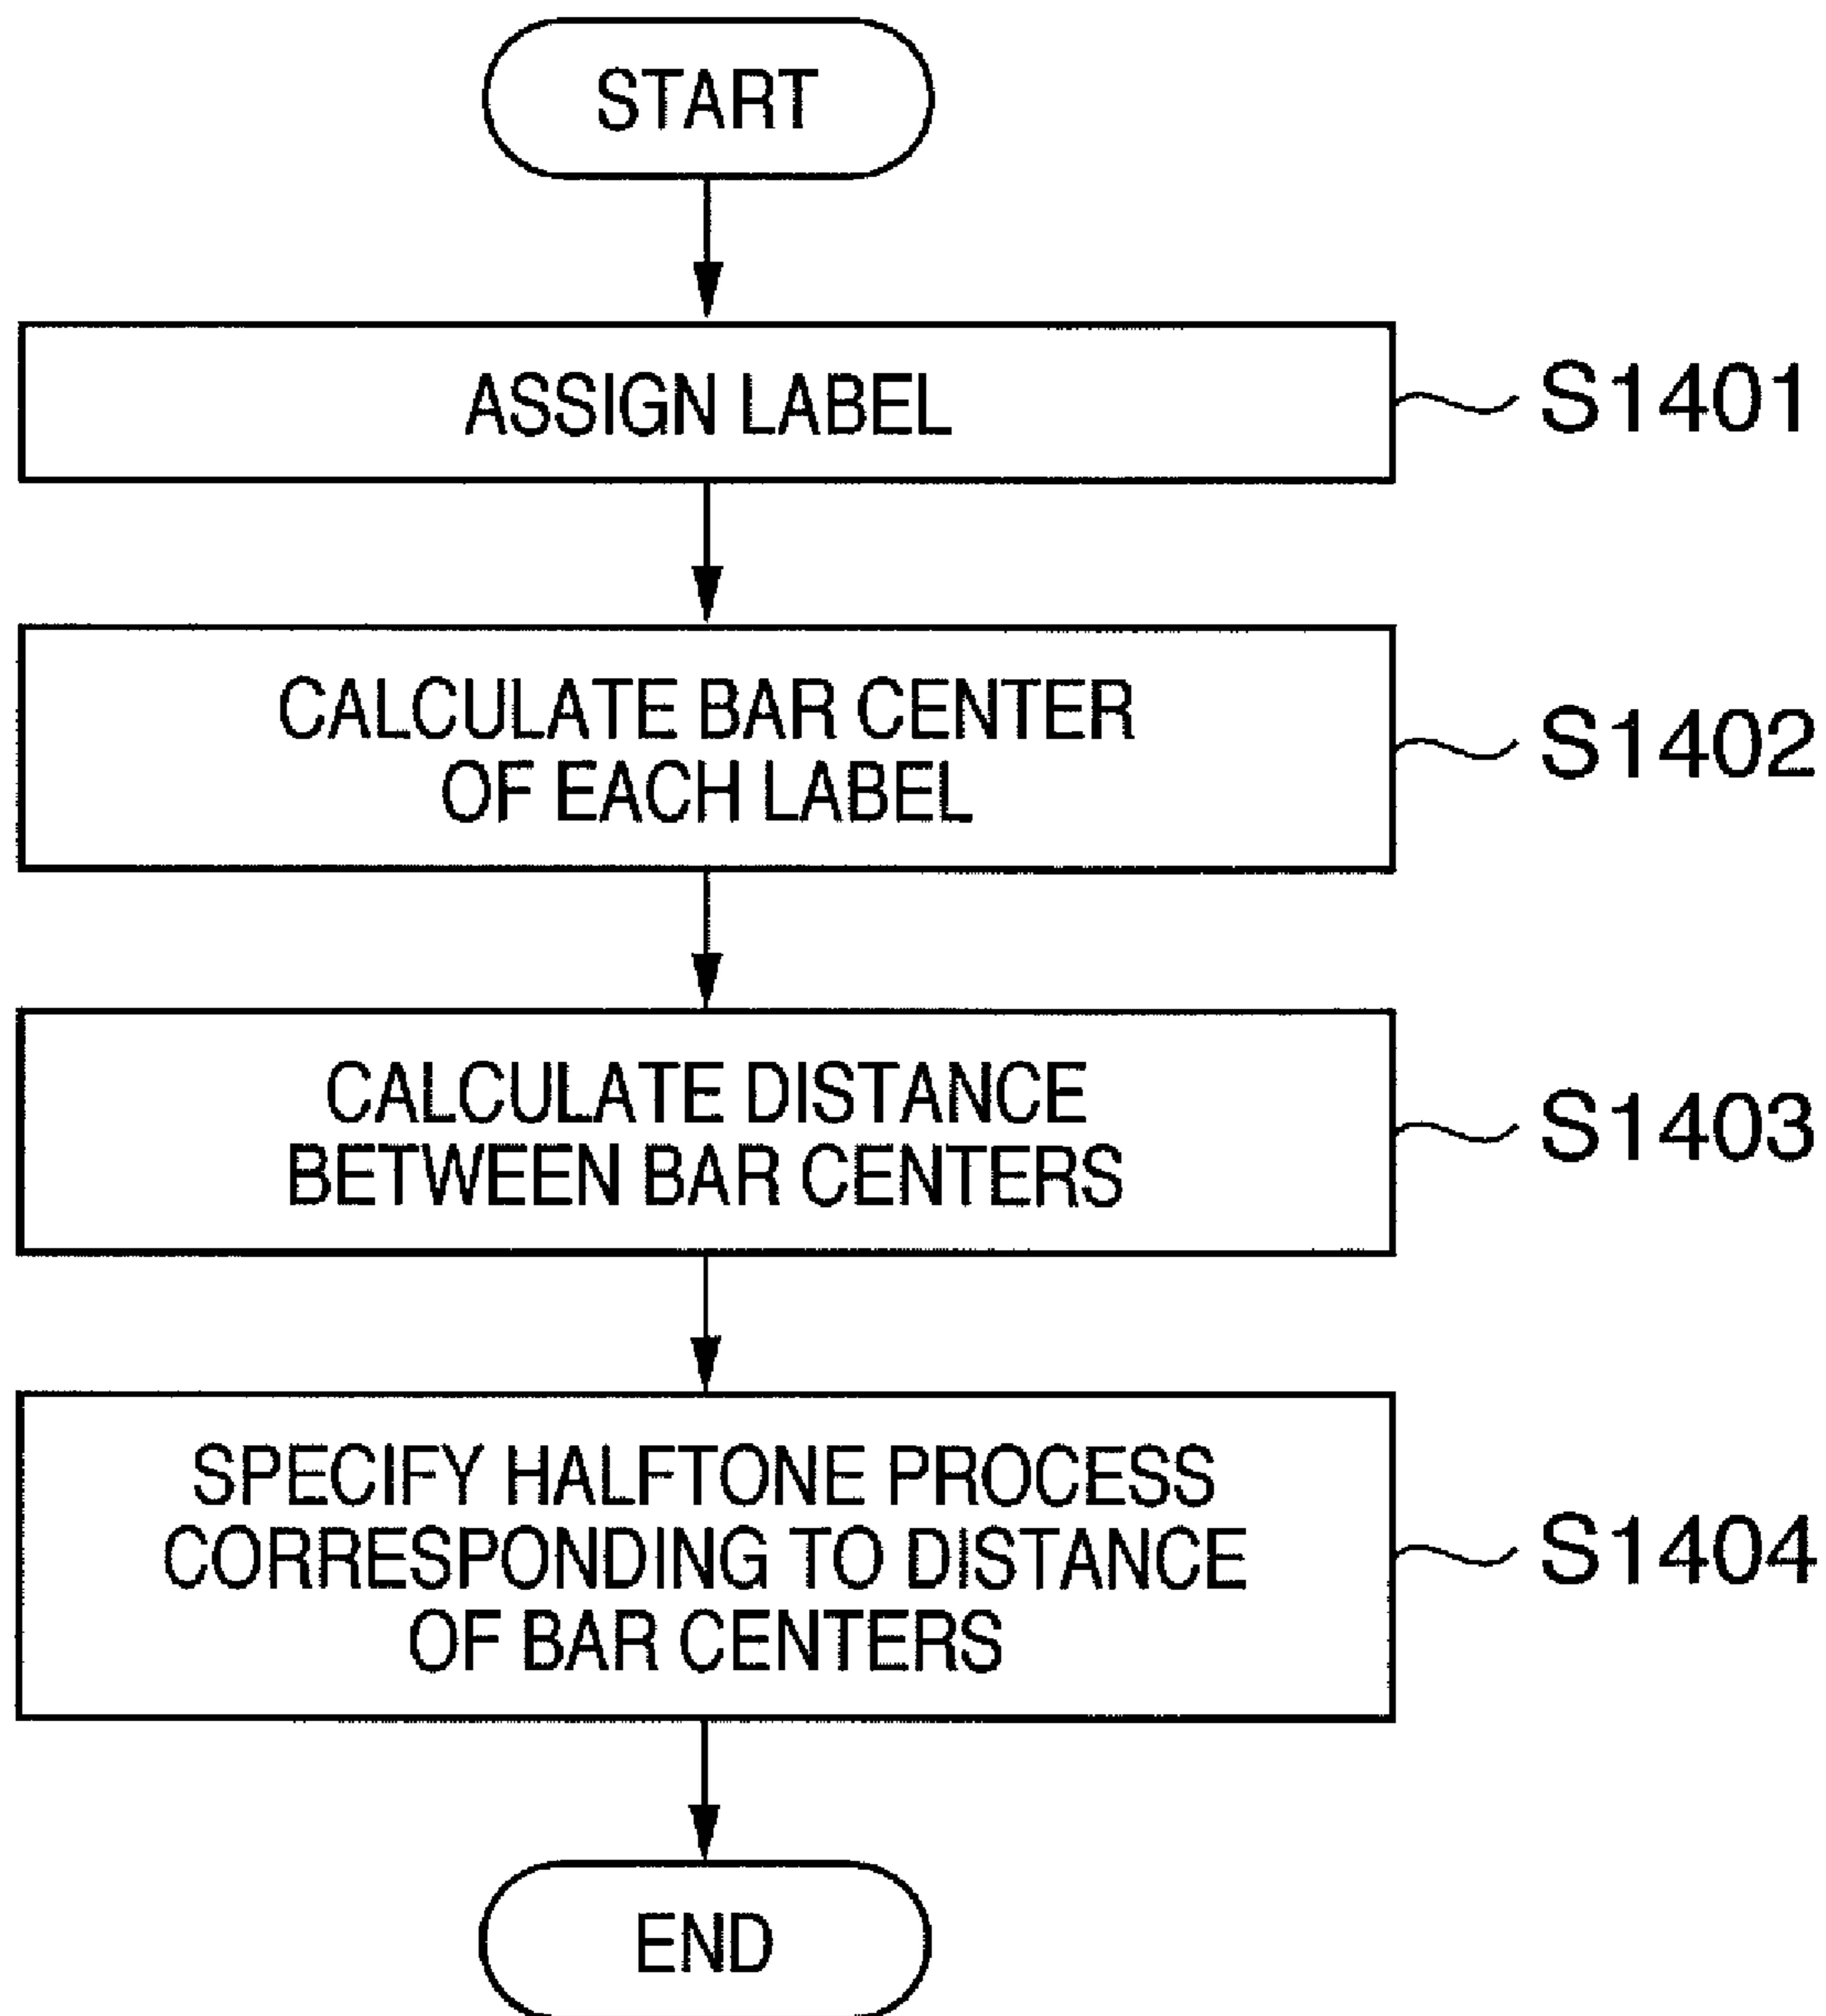 START
ASSIGN LABEL
S1401
CALCULATE BAR CENTER
OF EACH LABEL
S1402
CALCULATE DISTANCE
BETWEEN BAR CENTERS
S1403
SPECIFY HALFTONE PROCESS
CORRESPONDING TO DISTANCE
OF BAR CENTERS
S1404
END